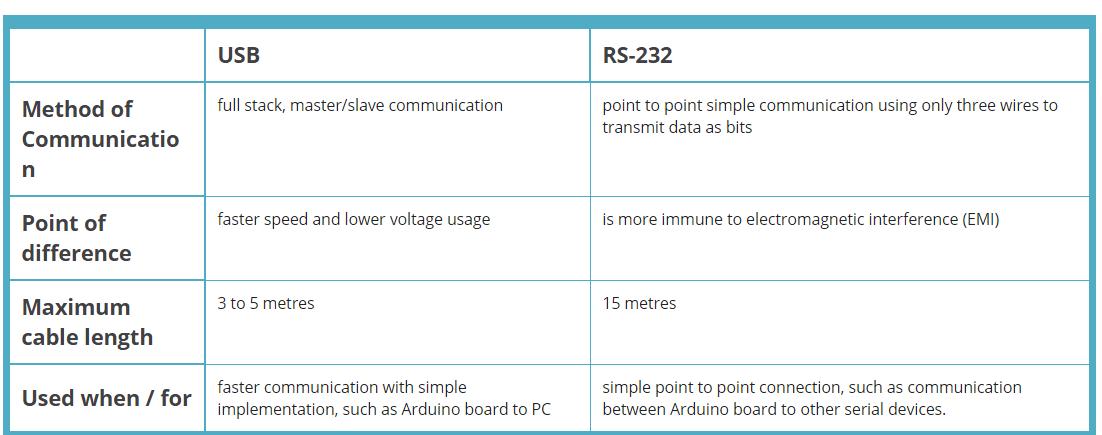 USB RS-232
Method of
Communicatio
n
full stack, master/slave communication
point to point simple communication using only three wires to
transmit data as bits
Point of
difference
faster speed and lower voltage usage
is more immune to electromagnetic interference (EMI)
Maximum
cable length
3 to 5 metres
15 metres
Used when / for
faster communication with simple
implementation, such as Arduino board to PC
simple point to point connection, such as communication
between Arduino board to other serial devices.